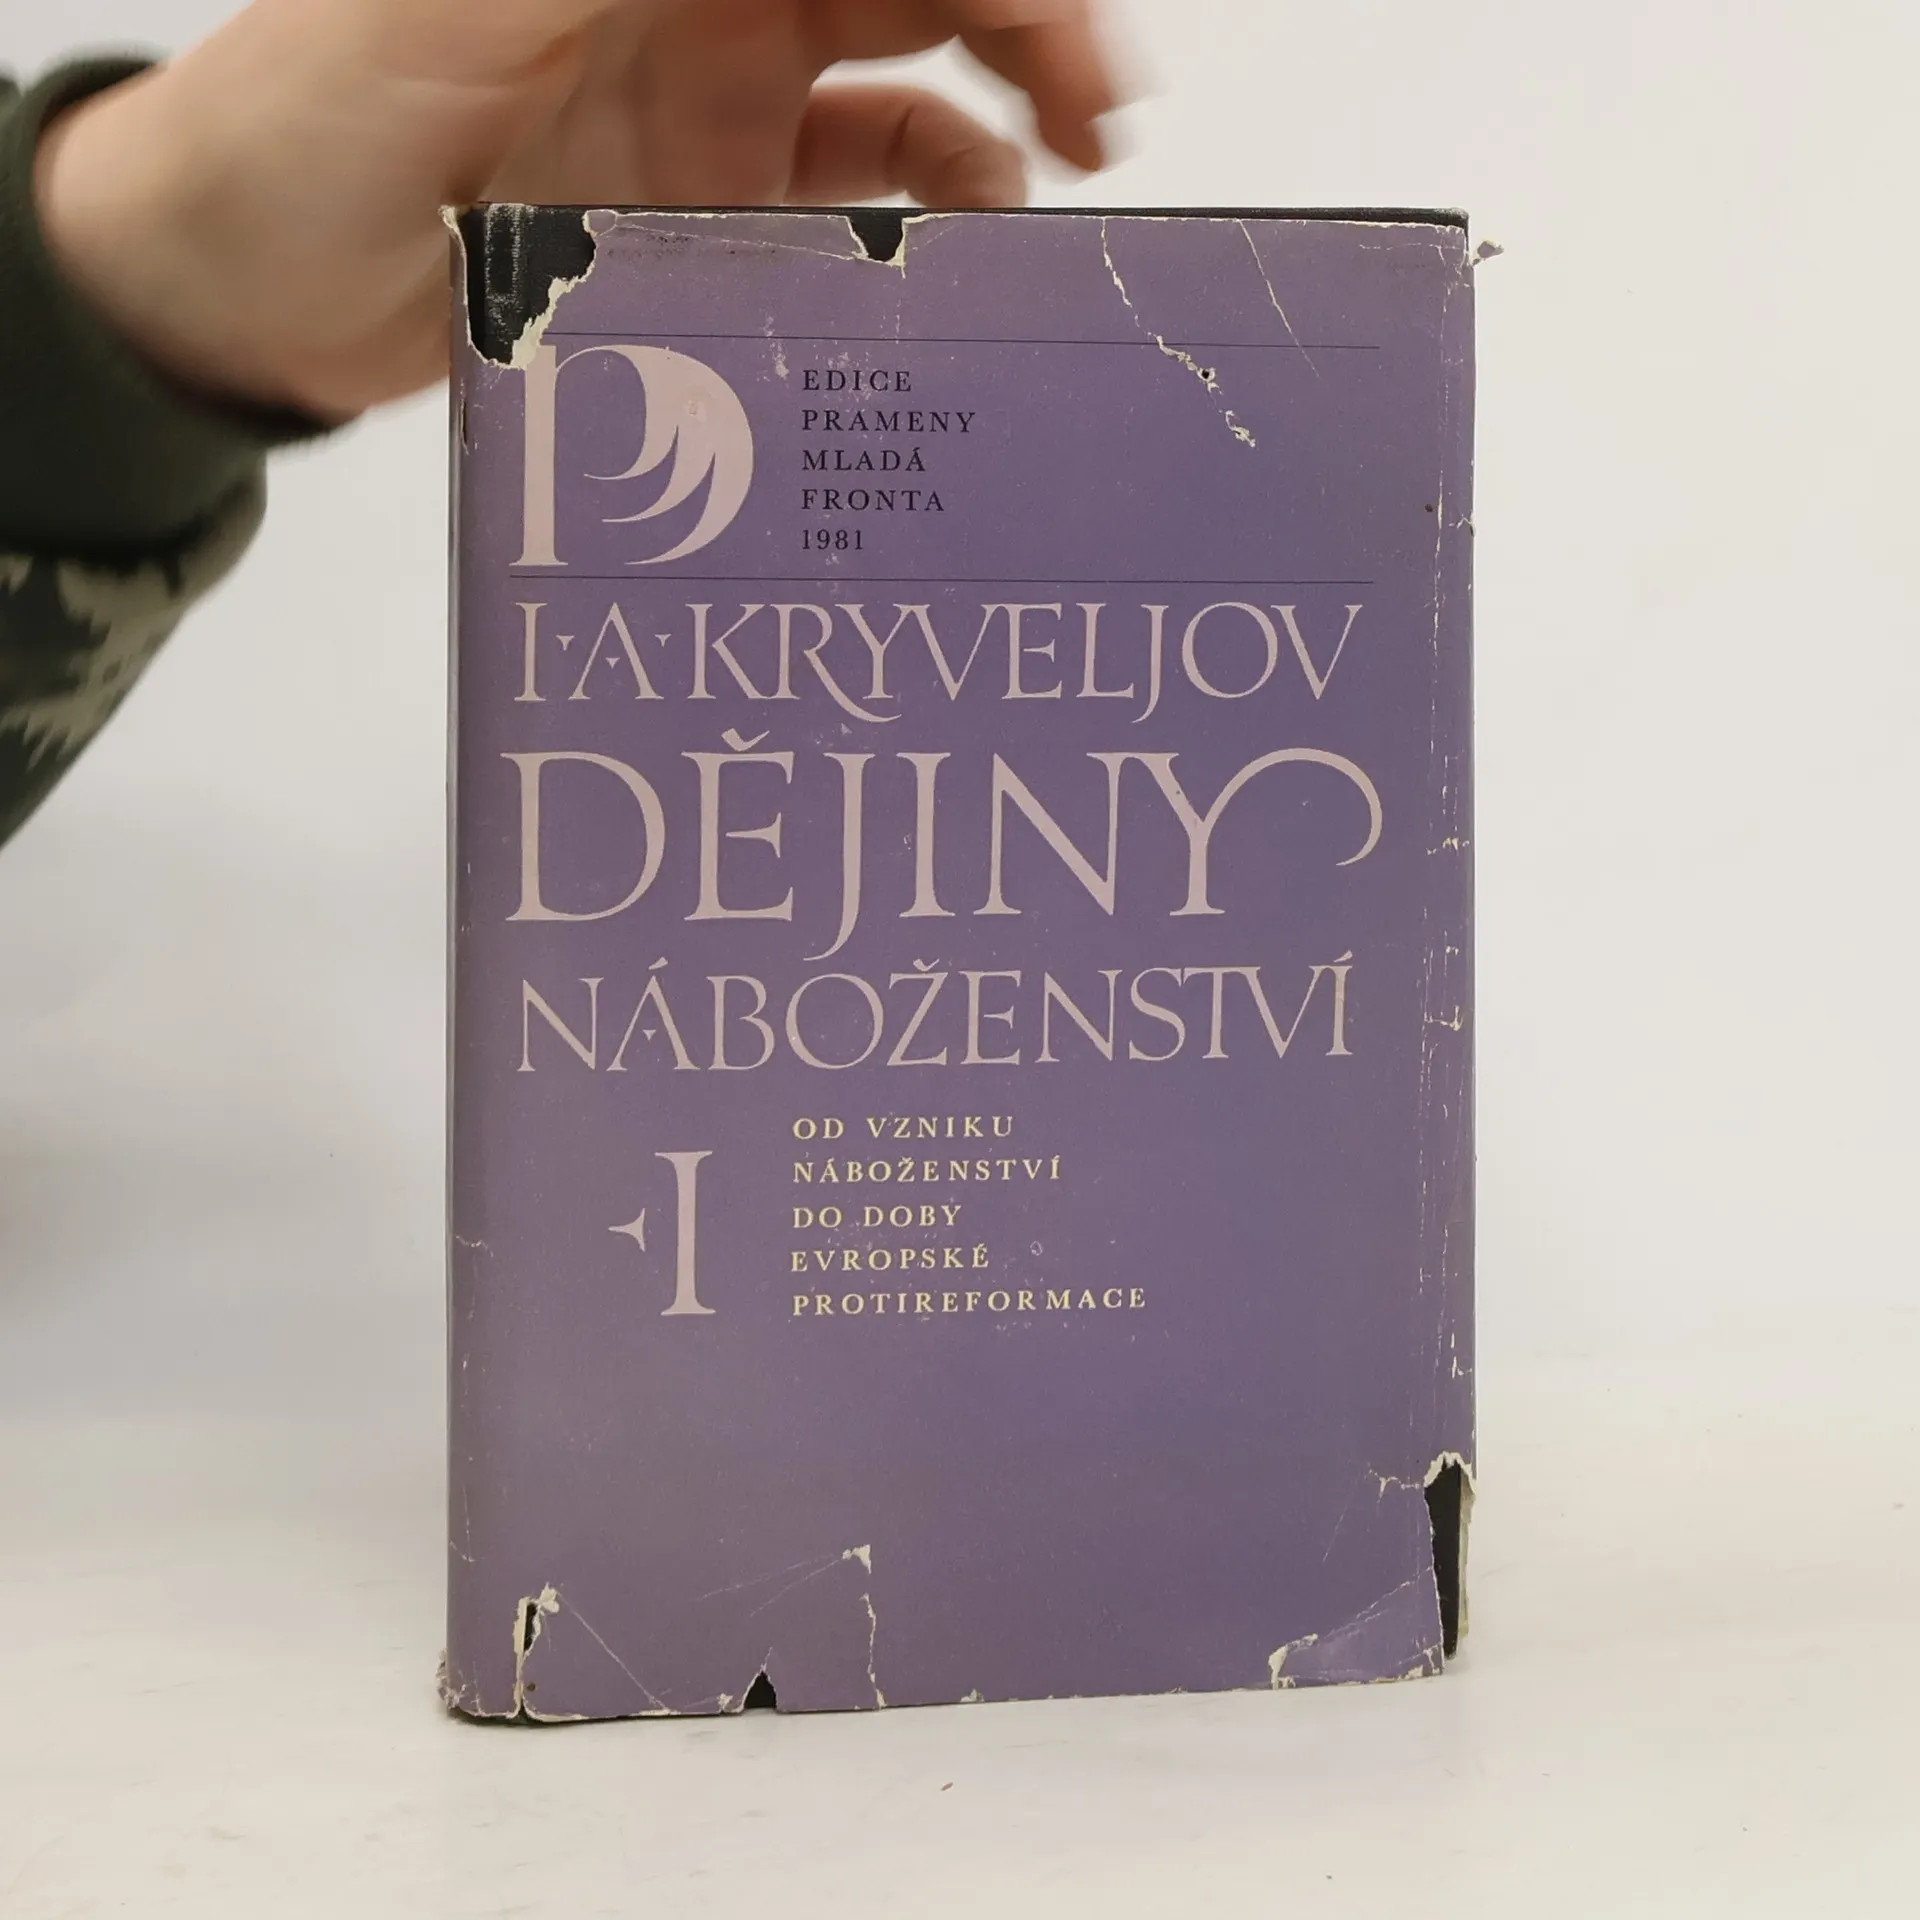 P
EDICE
PRAMENY
MLADÁ
FRONTA
1981
I·A·KRYVELJOV
DĚJINY
NÁBOŽENSTVÍ
I
OD VZNIKU
NÁBOŽENSTVÍ
DO DOBY
EVROPSKÉ
PROTIREFORMACE